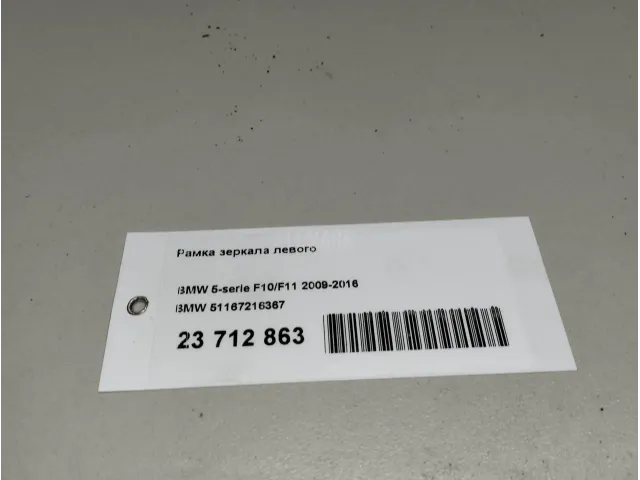 Рамка зеркала левого
BMW 5-serie F10/F11 2009-2016
BMW 51167216367
23 712 863